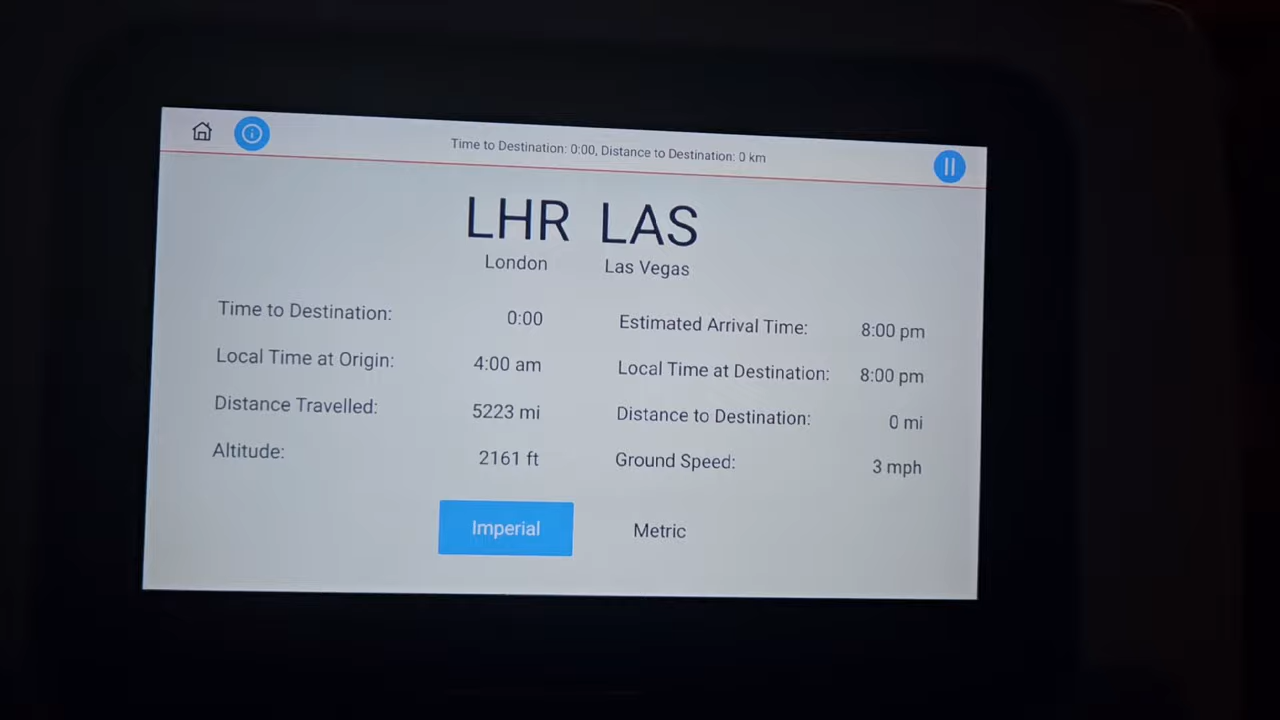 Time to Destination: 0:00, Distance to Destination: 0 km
LHR LAS
London Las Vegas
Time to Destination: 0:00 Estimated Arrival Time: 8:00 pm
Local Time at Origin: 4:00 am Local Time at Destination: 8:00 pm
Distance Travelled: 5223 mi Distance to Destination: 0 mi
Altitude: 2161 ft Ground Speed: 3 mph
Imperial Metric